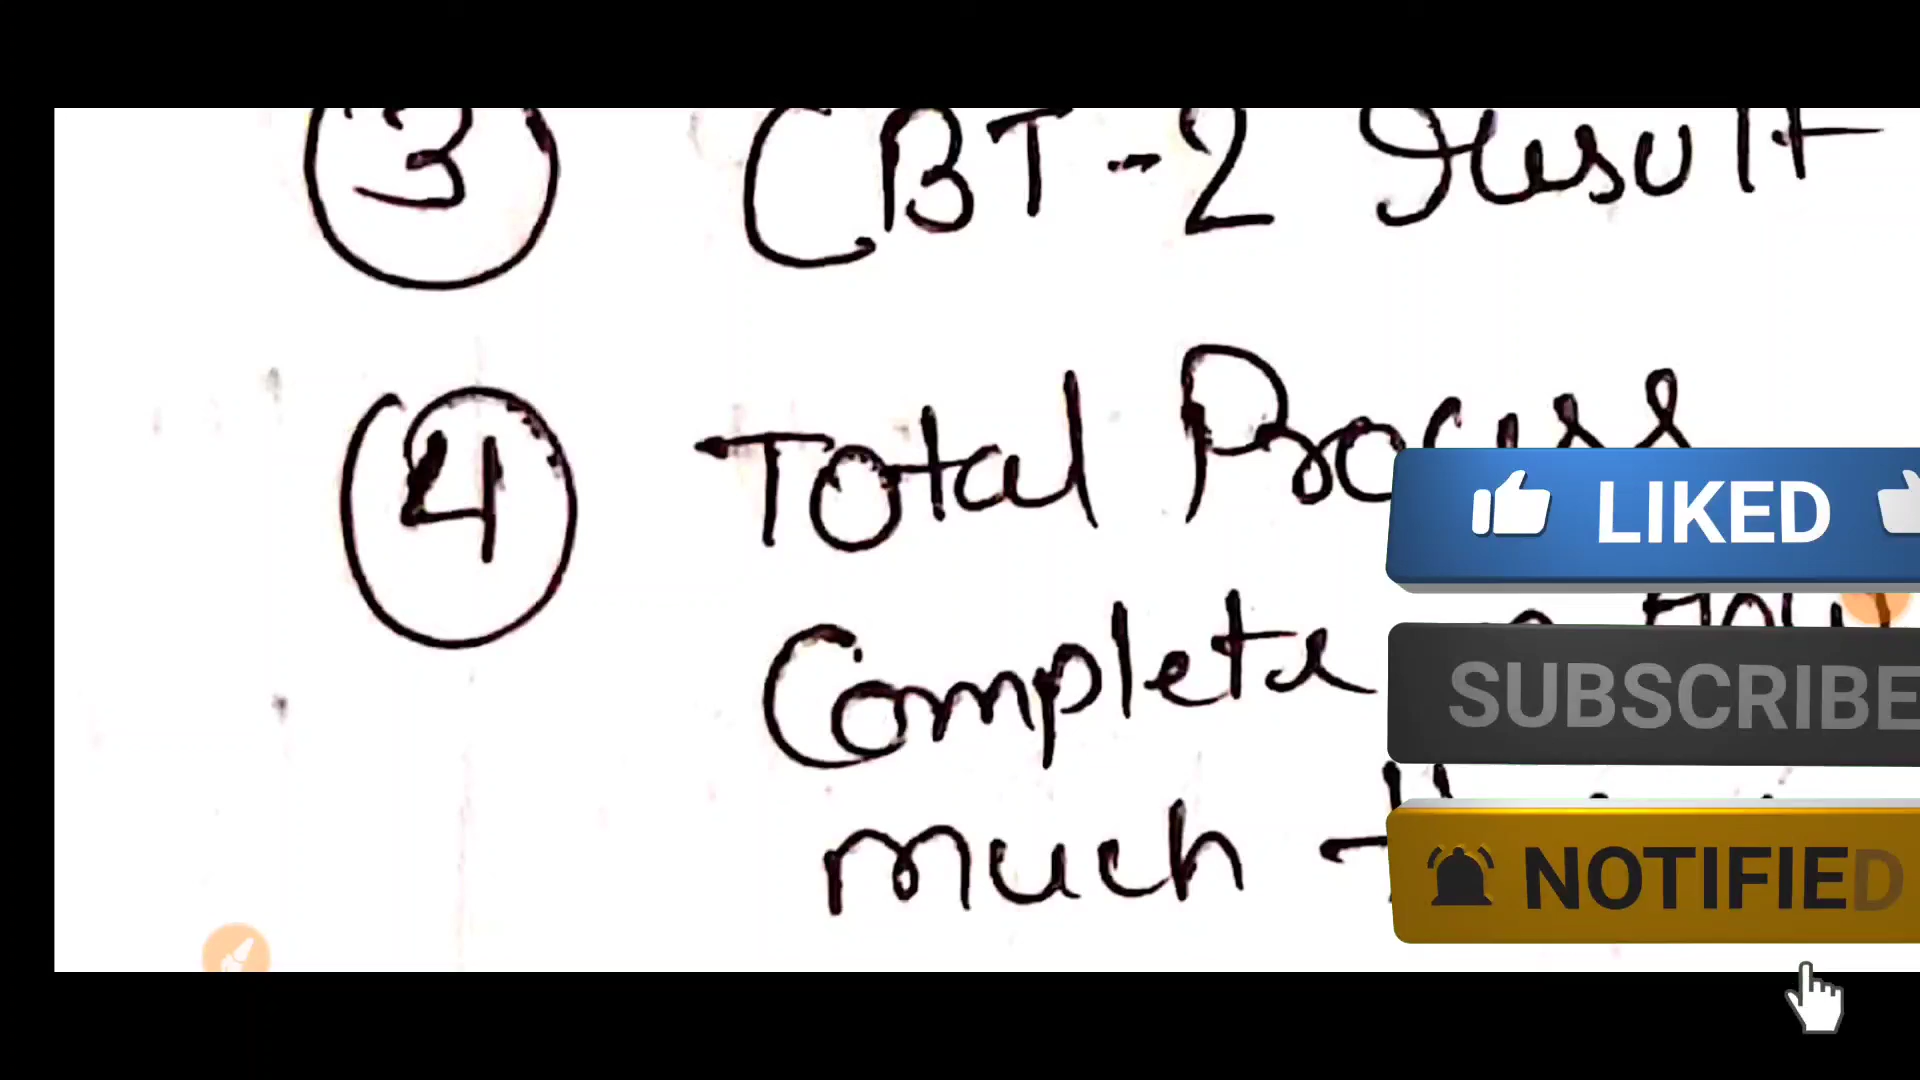 3 CBT-2 Result
4 Total Process
LIKED
Complete
SUBSCRIBE
much
NOTIFIED